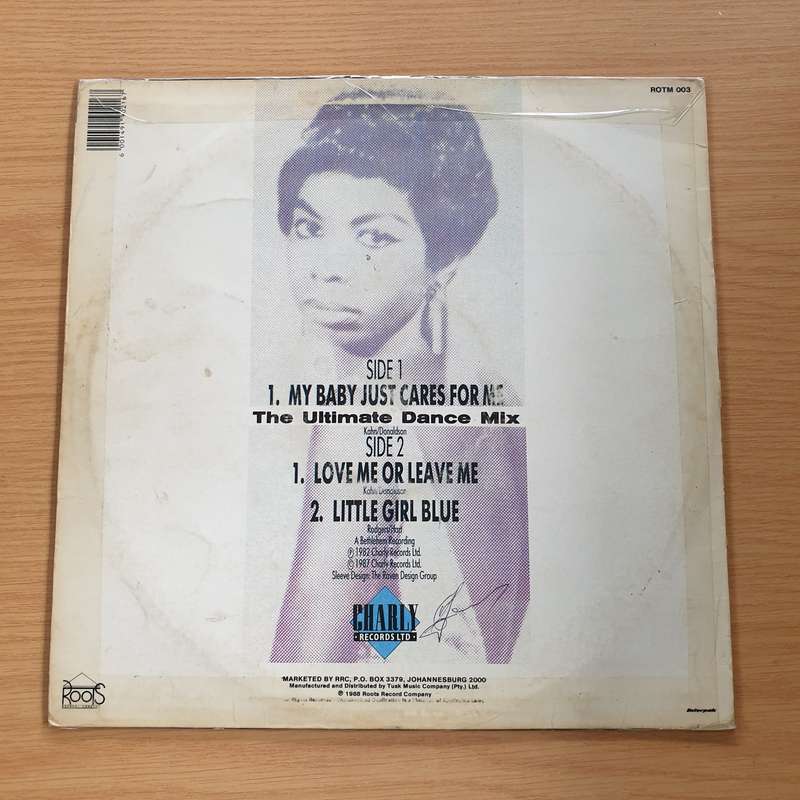 ROTM 003
SIDE 1
1. MY BABY JUST CARES FOR ME
The Ultimate Dance Mix
Kahn/Donaldson
SIDE 2
1. LOVE ME OR LEAVE ME
Kahn/Donaldson
2. LITTLE GIRL BLUE
Rodgers/Hart
A Bethlehem Recording
℗ 1982 Charly Records Ltd.
© 1987 Charly Records Ltd.
Sleeve Design: The Raven Design Group
CHARLY
RECORDS LTD
ROOTS
MARKETED BY RRC, P.O. BOX 3379, JOHANNESBURG 2000
Manufactured and Distributed by Tusk Music Company (Pty.) Ltd.
℗ 1988 Roots Record Company
Interpak